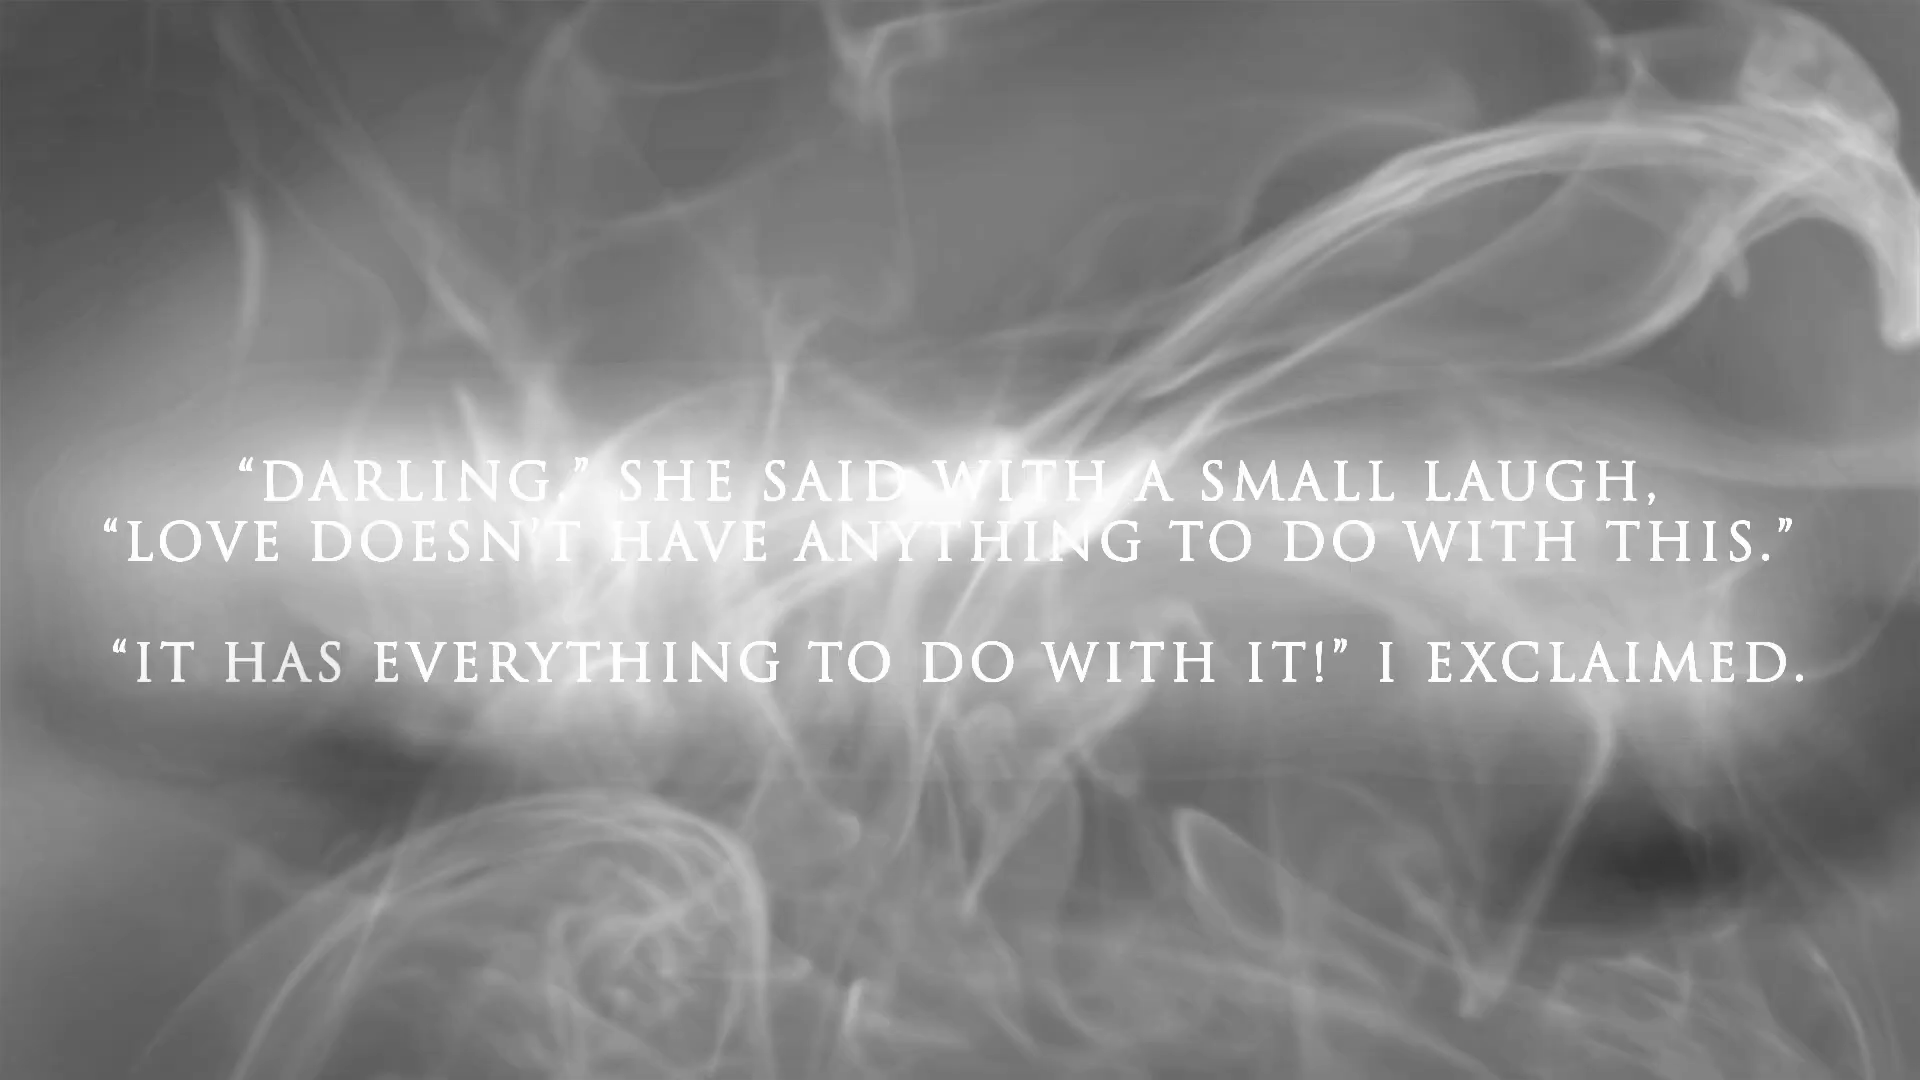 “DARLING,” SHE SAID WITH A SMALL LAUGH,
“LOVE DOESN’T HAVE ANYTHING TO DO WITH THIS.”
“IT HAS EVERYTHING TO DO WITH IT!” I EXCLAIMED.